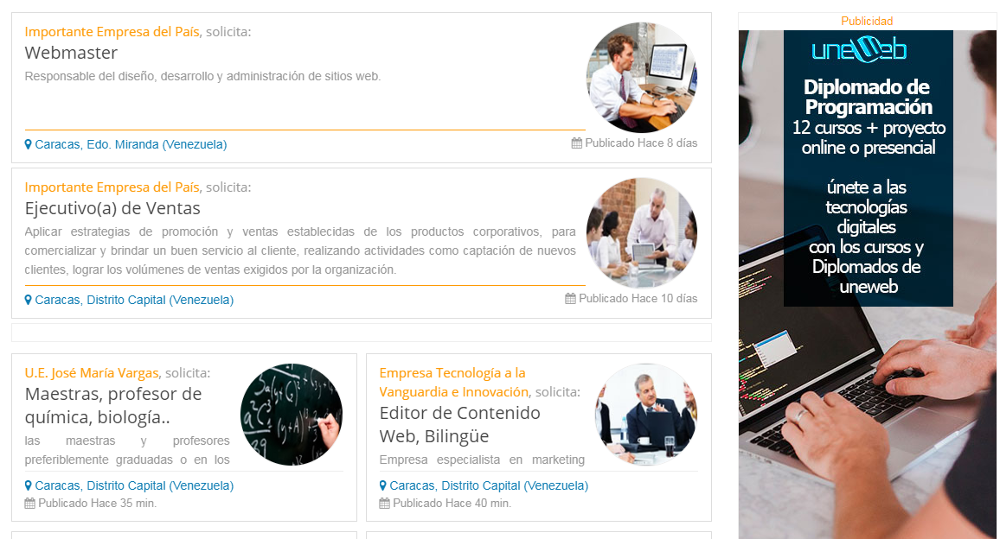 Importante Empresa del País, solicita:
Webmaster
Responsable del diseño, desarrollo y administración de sitios web.
Caracas, Edo. Miranda (Venezuela)
Publicado Hace 8 días
Importante Empresa del País, solicita:
Ejecutivo(a) de Ventas
Aplicar estrategias de promoción y ventas establecidas de los productos corporativos, para
comercializar y brindar un buen servicio al cliente, realizando actividades como captación de nuevos
clientes, lograr los volúmenes de ventas exigidos por la organización.
Caracas, Distrito Capital (Venezuela)
Publicado Hace 10 días
U.E. José María Vargas, solicita:
Maestras, profesor de
química, biología..
las maestras y profesores
preferiblemente graduadas o en los
Caracas, Distrito Capital (Venezuela)
Publicado Hace 35 min.
Empresa Tecnología a la
Vanguardia e Innovación, solicita:
Editor de Contenido
Web, Bilingüe
Empresa especialista en marketing
Caracas, Distrito Capital (Venezuela)
Publicado Hace 40 min.
Publicidad
uneweb
Diplomado de
Programación
12 cursos + proyecto
online o presencial
únete a las
tecnologías
digitales
con los cursos y
Diplomados de
uneweb